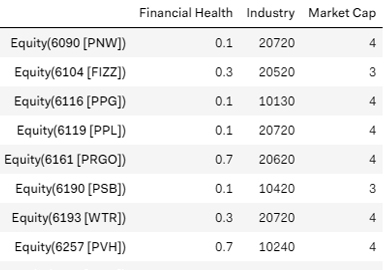 Financial Health Industry Market Cap
Equity(6090 [PNW]) 0.1 20720 4
Equity(6104 [FIZZ]) 0.3 20520 3
Equity(6116 [PPG]) 0.1 10130 4
Equity(6119 [PPL]) 0.1 20720 4
Equity(6161 [PRGO]) 0.7 20620 4
Equity(6190 [PSB]) 0.1 10420 3
Equity(6193 [WTR]) 0.3 20720 4
Equity(6257 [PVH]) 0.7 10240 4